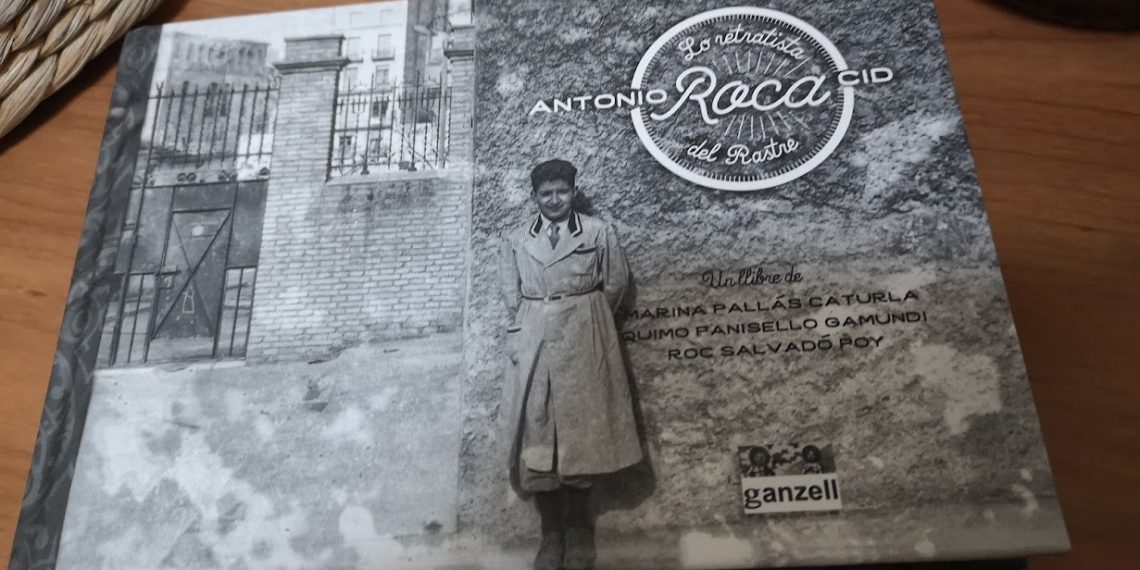 Lo retratista
ANTONIO Roca CID
del Rastre
Un llibre de
MARINA PALLÁS CATURLA
QUIMO PANISELLO GAMUNDI
ROC SALVADÓ POY
ganzell